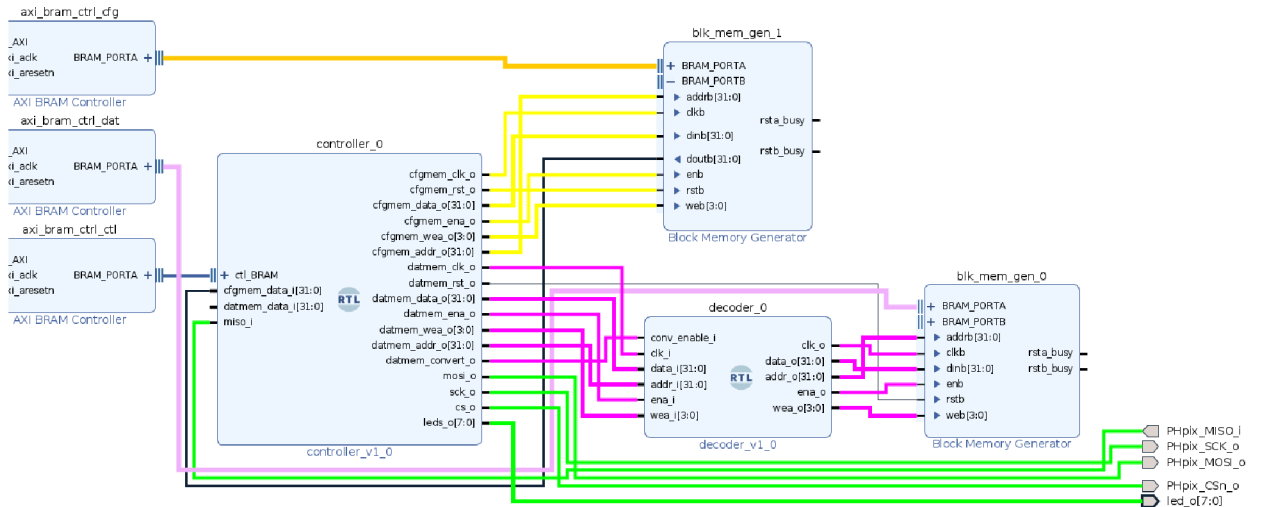 axi_bram_ctrl_cfg
_AXI
xi_aclk
xi_aresetn
BRAM_PORTA
AXI BRAM Controller
axi_bram_ctrl_dat
_AXI
xi_aclk
xi_aresetn
BRAM_PORTA
AXI BRAM Controller
axi_bram_ctrl_ctl
_AXI
xi_aclk
xi_aresetn
BRAM_PORTA
AXI BRAM Controller
controller_0
ctl_BRAM
cfgmem_data_i[31:0]
datmem_data_i[31:0]
miso_i
RTL
cfgmem_clk_o
cfgmem_rst_o
cfgmem_data_o[31:0]
cfgmem_ena_o
cfgmem_wea_o[3:0]
cfgmem_addr_o[31:0]
datmem_clk_o
datmem_rst_o
datmem_data_o[31:0]
datmem_ena_o
datmem_wea_o[3:0]
datmem_addr_o[31:0]
datmem_convert_o
mosi_o
sck_o
cs_o
leds_o[7:0]
controller_v1_0
blk_mem_gen_1
BRAM_PORTA
BRAM_PORTB
addrb[31:0]
clkb
dinb[31:0]
doutb[31:0]
enb
rstb
web[3:0]
rsta_busy
rstb_busy
Block Memory Generator
decoder_0
conv_enable_i
clk_i
data_i[31:0]
addr_i[31:0]
ena_i
wea_i[3:0]
RTL
clk_o
data_o[31:0]
addr_o[31:0]
ena_o
wea_o[3:0]
decoder_v1_0
blk_mem_gen_0
BRAM_PORTA
BRAM_PORTB
addrb[31:0]
clkb
dinb[31:0]
enb
rstb
web[3:0]
rsta_busy
rstb_busy
Block Memory Generator
PHpix_MISO_i
PHpix_SCK_o
PHpix_MOSI_o
PHpix_CSn_o
led_o[7:0]